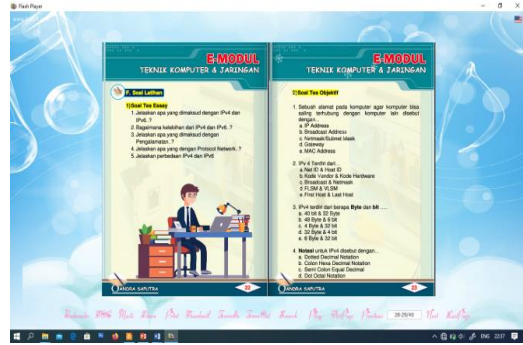 Flash Player
E-MODUL
TEKNIK KOMPUTER & JARINGAN
F. Soal Latihan
1)Soal Tes Essay
1. Jelaskan apa yang dimaksud dengan IPv4 dan
IPv6..?
2. Bagaimana kelebihan dari IPv4 dan IPv6..?
3. Jelaskan apa yang dimaksud dengan
Pengalamatan..?
4. Jelaskan apa yang dengan Protocol Network..?
5. Jelaskan perbedaan IPv4 dan IPv6
CANDRA SAPUTRA
22
E-MODUL
TEKNIK KOMPUTER & JARINGAN
2)Soal Tes Objektif
1. Sebuah alamat pada komputer agar komputer bisa
saling terhubung dengan komputer lain disebut
dengan...
a. IP Address
b. Broadcast Address
c. Netmask/Subnet Mask
d. Gateway
e. MAC Address
2. IPv 4 Terdiri dari...
a. Net ID & Host ID
b. Kode Vendor & Kode Hardware
c. Broadcast & Netmask
d. FLSM & VLSM
e. First Host & Last Host
3. IPv4 terdiri dari berapa Byte dan bit ....
a. 40 bit & 32 Byte
b. 48 Byte & 6 bit
c. 4 Byte & 32 bit
d. 32 Byte & 4 bit
e. 6 Byte & 32 bit
4. Notasi untuk IPv4 disebut dengan...
a. Dotted Decimal Notation
b. Colon Hexa Decimal Notation
c. Semi Colon Equal Decimal
d. Dot Octal Notation
CANDRA SAPUTRA
23
28-29/40
ENG 22:17